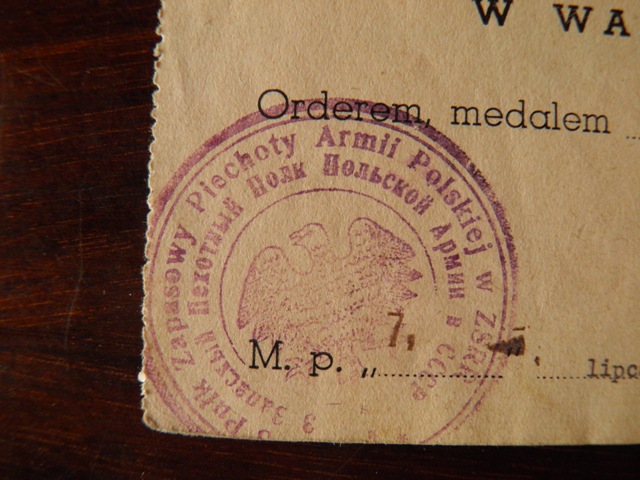 W WA
Orderem, medalem
3 Pułk Zapasowy Piechoty Armii Polskiej w ZSRR
3 Запасный Пехотный Полк Польской Армии в СССР
M. p. „ 7,
lipca